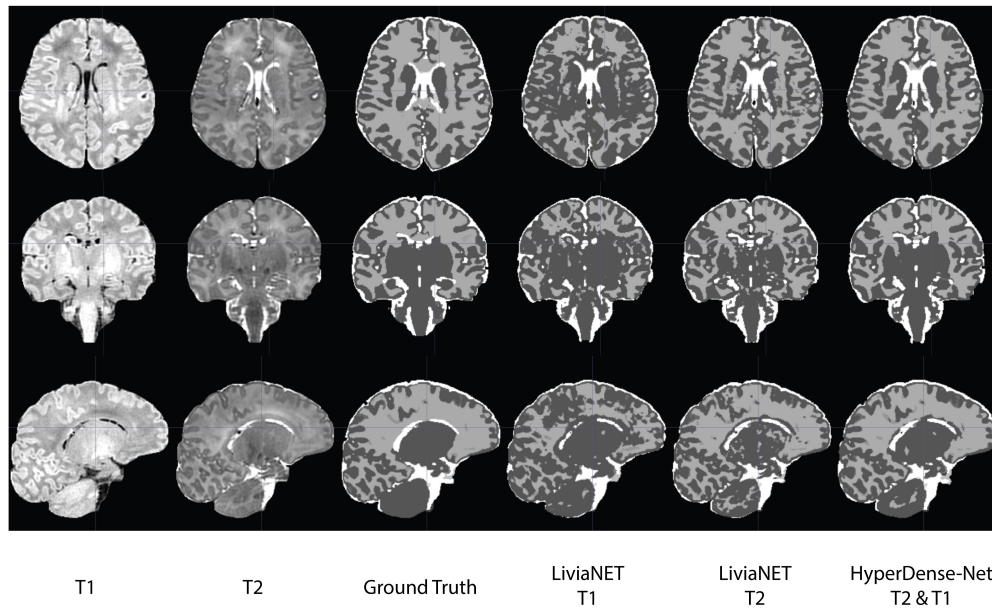 T1
T2
Ground Truth
LiviaNET
T1
LiviaNET
T2
HyperDense-Net
T2 & T1